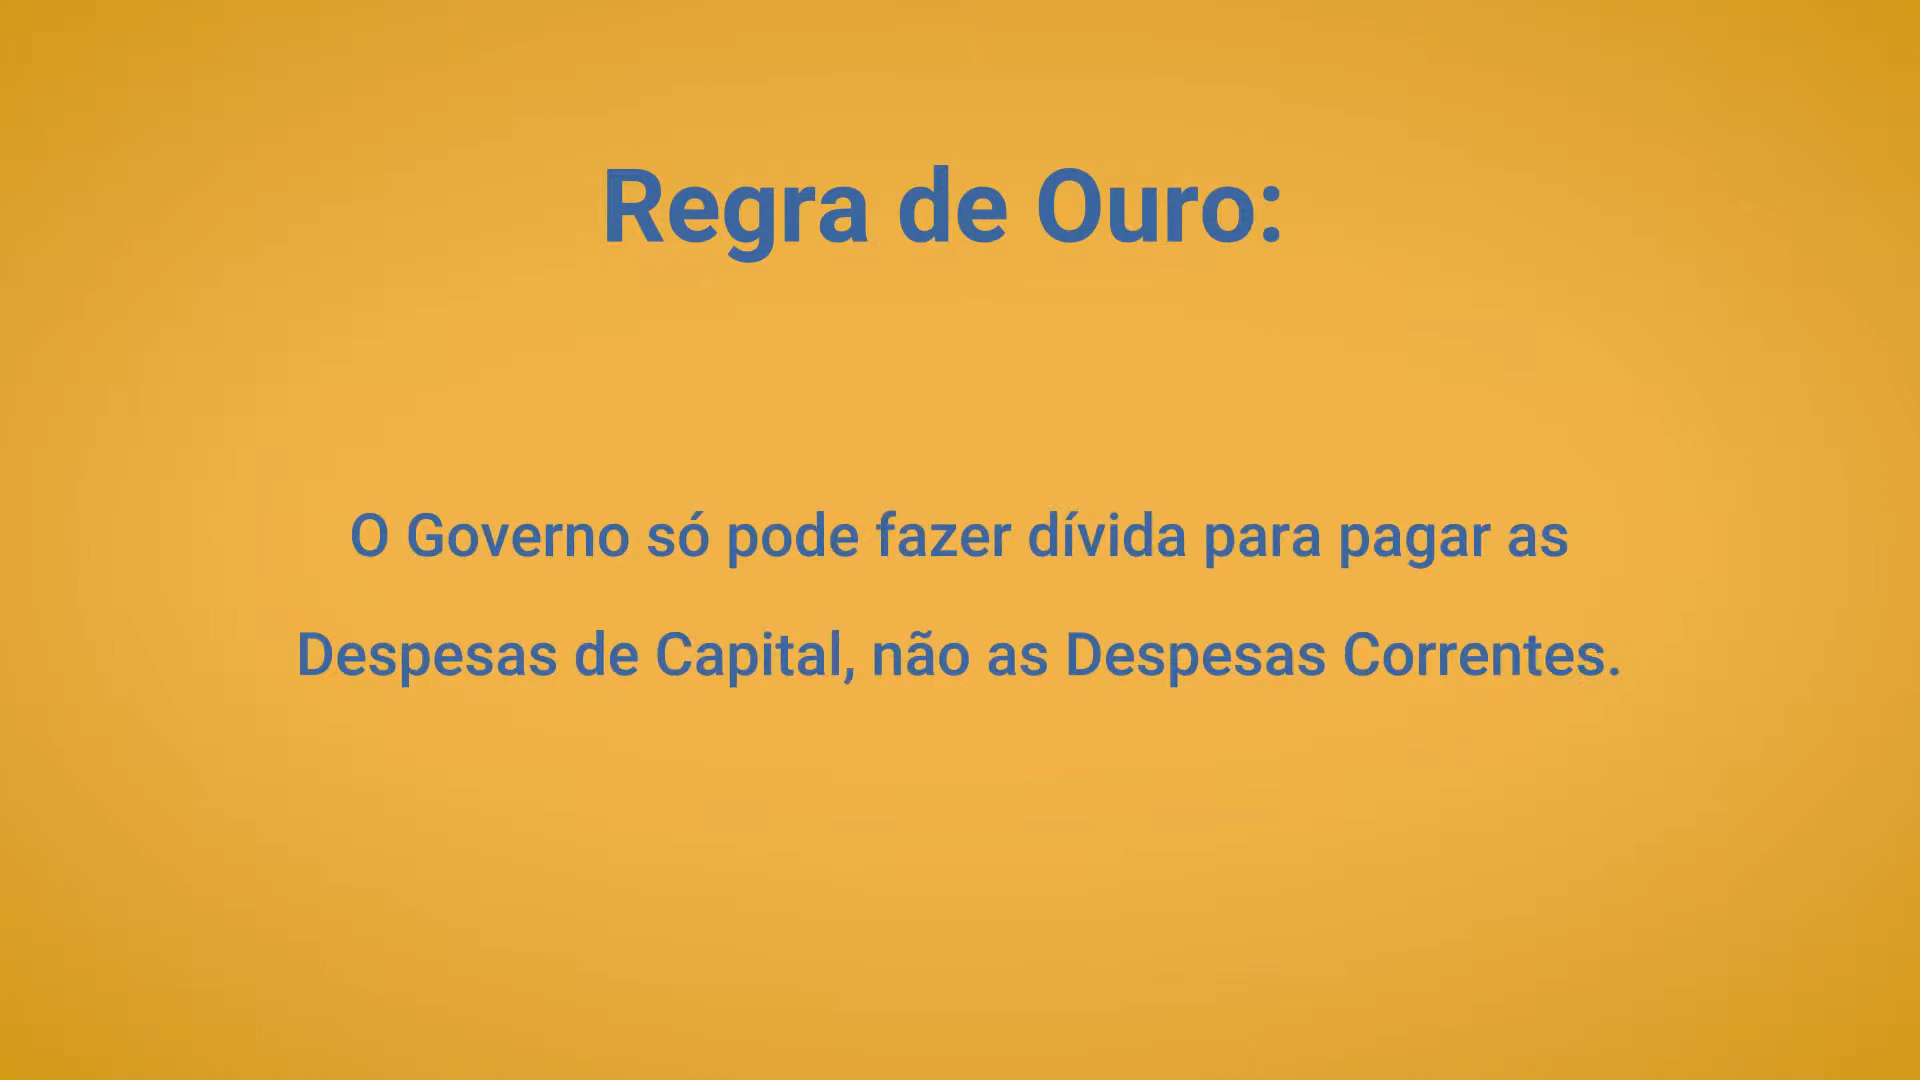 Regra de Ouro:
O Governo só pode fazer dívida para pagar as
Despesas de Capital, não as Despesas Correntes.